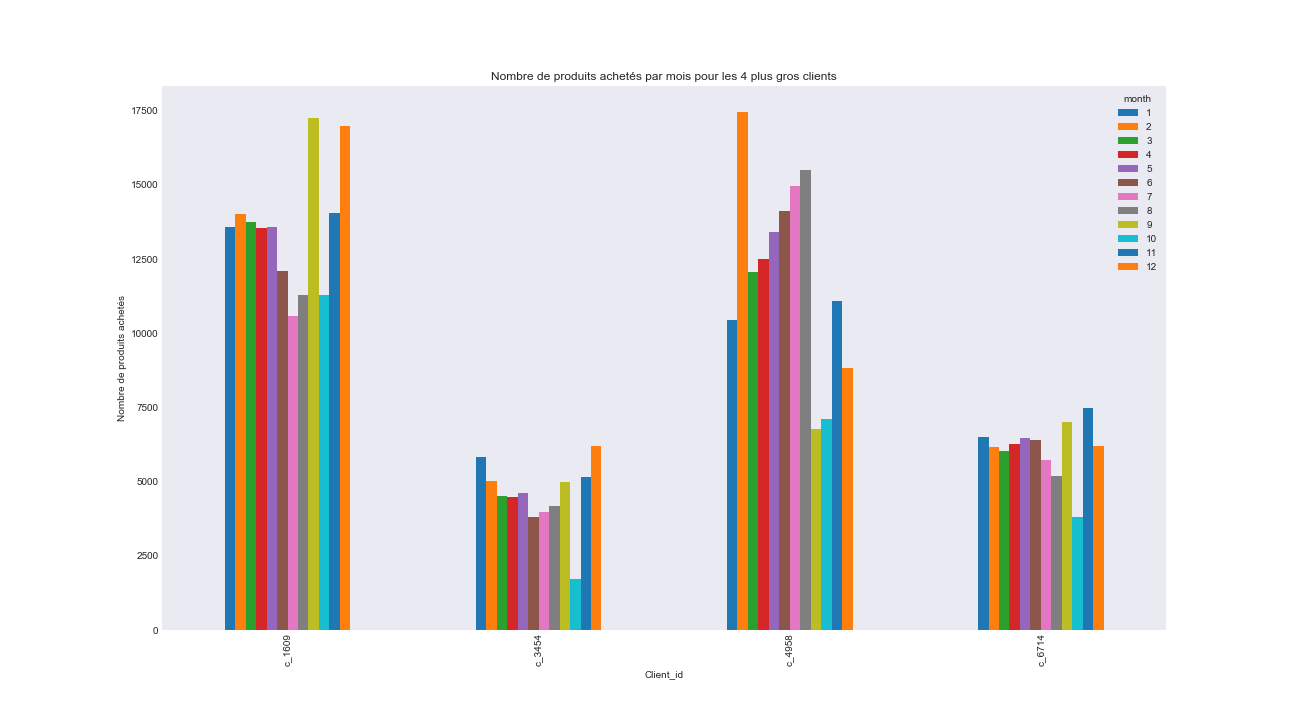 Nombre de produits achetés par mois pour les 4 plus gros clients
month
1
2
3
4
5
6
7
8
9
10
11
12
17500
15000
12500
10000
7500
5000
2500
0
Nombre de produits achetés
c_1609
c_3454
c_4958
c_6714
Client_id